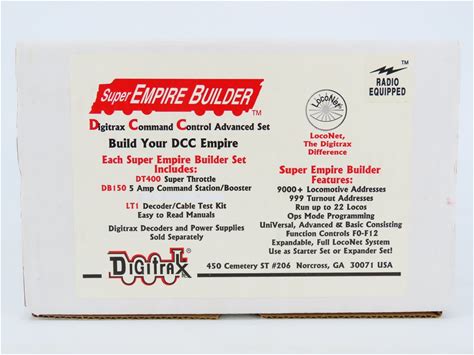 Super EMPIRE BUILDER TM
Digitrax Command Control Advanced Set
Build Your DCC Empire
Each Super Empire Builder Set
Includes:
DT400 Super Throttle
DB150 5 Amp Command Station/Booster
LT1 Decoder/Cable Test Kit
Easy to Read Manuals
Digitrax Decoders and Power Supplies
Sold Separately
LocoNet
LocoNet,
The Digitrax
Difference
TM
RADIO
EQUIPPED
Super Empire Builder
Features:
9000+ Locomotive Addresses
999 Turnout Addresses
Run up to 22 Locos
Ops Mode Programming
UniVersal, Advanced & Basic Consisting
Function Controls F0-F12
Expandable, Full LocoNet System
Use as Starter Set or Expander Set!
DIGITRAX
450 Cemetery ST #206 Norcross, GA 30071 USA